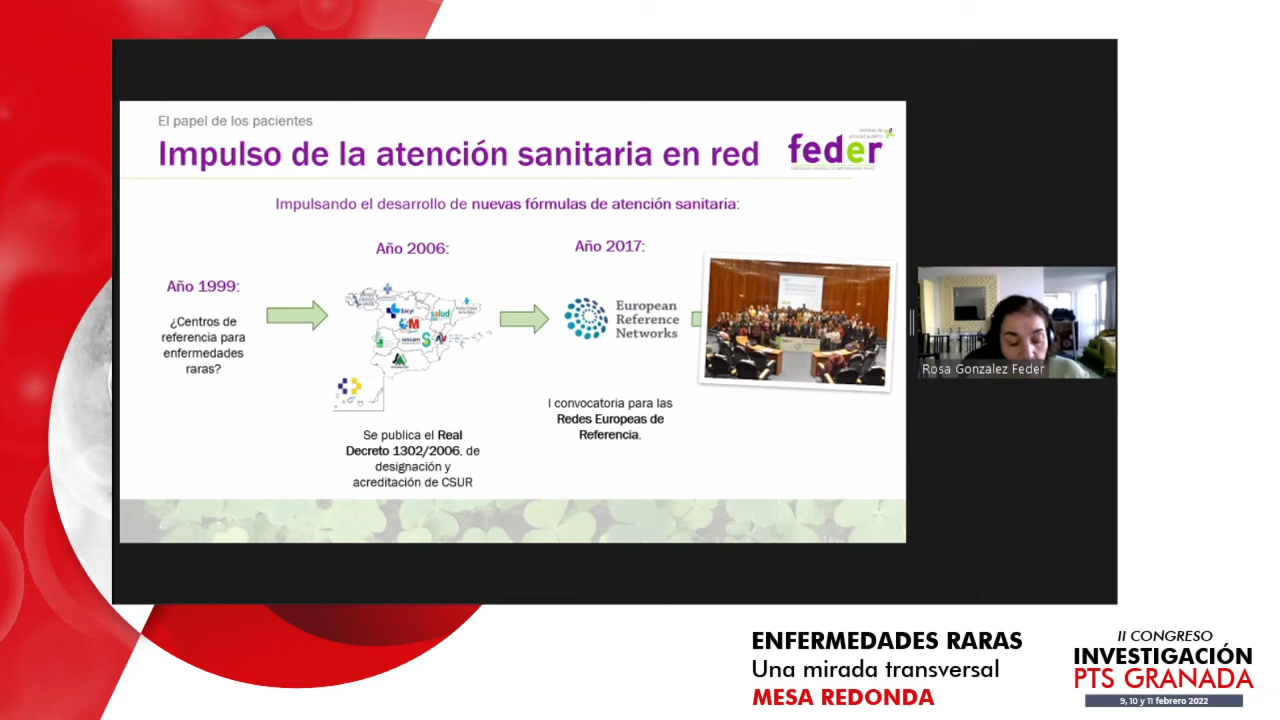 El papel de los pacientes
Impulso de la atención sanitaria en red
feder
Impulsando el desarrollo de nuevas fórmulas de atención sanitaria:
Año 1999:
¿Centros de
referencia para
enfermedades
raras?
Año 2006:
Sacyl
salud
Se publica el Real
Decreto 1302/2006, de
designación y
acreditación de CSUR
Año 2017:
European
Reference
Networks
I convocatoria para las
Redes Europeas de
Referencia.
Rosa Gonzalez Feder
ENFERMEDADES RARAS
Una mirada transversal
MESA REDONDA
II CONGRESO
INVESTIGACIÓN
PTS GRANADA
9, 10 y 11 febrero 2022